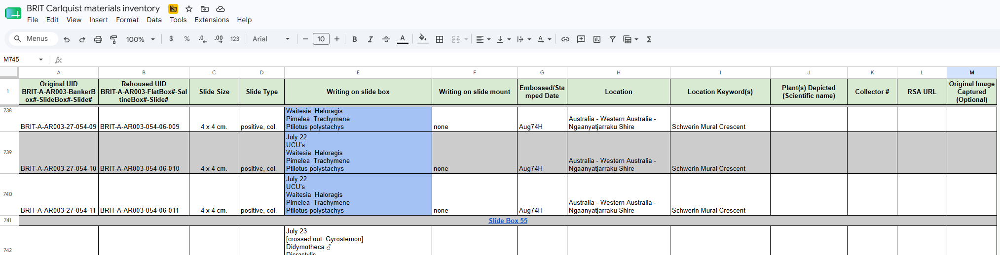 BRIT Carlquist materials inventory
File Edit View Insert Format Data Tools Extensions Help
Menus 100% $ % .0 .00 123 Arial 10 B I S A Σ
M745 fx
A B C D E F G H I J K L M
1
Original UID
BRIT-A-AR003-BankerB
ox#-SlideBox#-Slide#
Rehoused UID
BRIT-A-AR003-FlatBox#-Sal
tineBox#-Slide#
Slide Size
Slide Type
Writing on slide box
Writing on slide mount
Embossed/Sta
mped Date
Location
Location Keyword(s)
Plant(s) Depicted
(Scientific name)
Collector #
RSA URL
Original Image
Captured
(Optional)
738
BRIT-A-AR003-27-054-09
BRIT-A-AR003-054-06-009
4 x 4 cm.
positive, col.
Waitesia Haloragis
Pimelea Trachymene
Ptilotus polystachys
none
Aug74H
Australia - Western Australia -
Ngaanyatjarraku Shire
Schwerin Mural Crescent
739
BRIT-A-AR003-27-054-10
BRIT-A-AR003-054-06-010
4 x 4 cm.
positive, col.
July 22
UCU's
Waitesia Haloragis
Pimelea Trachymene
Ptilotus polystachys
none
Aug74H
Australia - Western Australia -
Ngaanyatjarraku Shire
Schwerin Mural Crescent
740
BRIT-A-AR003-27-054-11
BRIT-A-AR003-054-06-011
4 x 4 cm.
positive, col.
July 22
UCU's
Waitesia Haloragis
Pimelea Trachymene
Ptilotus polystachys
none
Aug74H
Australia - Western Australia -
Ngaanyatjarraku Shire
Schwerin Mural Crescent
741
Slide Box 55
742
July 23
[crossed out: Gyrostemon]
Didymotheca ♂
Dicrastylis